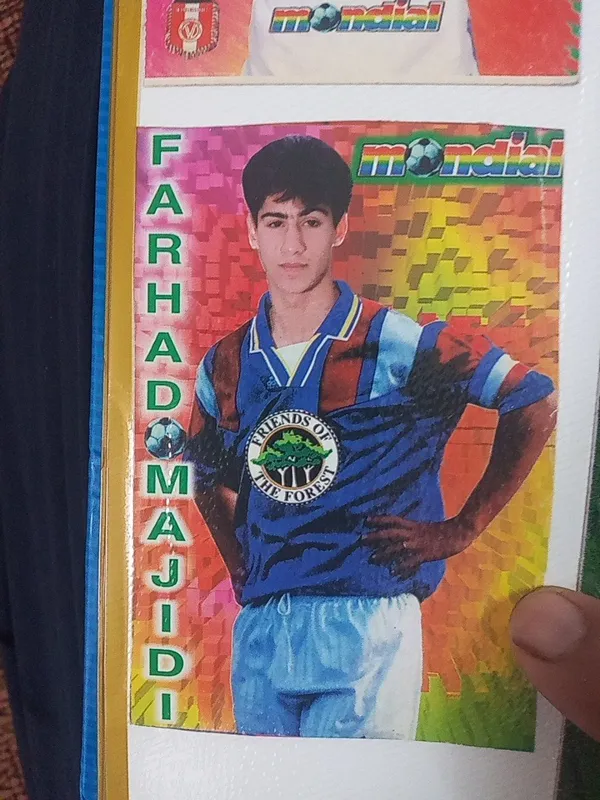 mondial
FARHAD MAJIDI
mondial
FRIENDS OF
THE FOREST